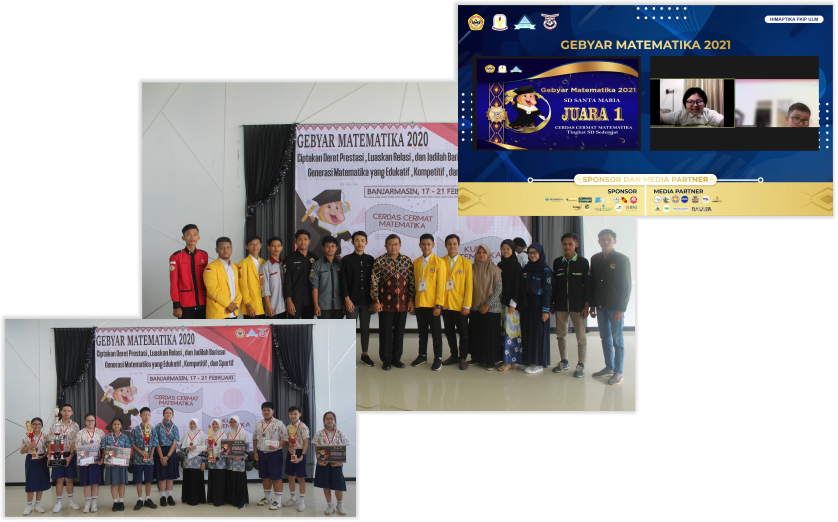 HIMAPTIKA FKIP ULM
GEBYAR MATEMATIKA 2021
Gebyar Matematika 2021
SD SANTA MARIA
JUARA 1
CERDAS CERMAT MATEMATIKA
Tingkat SD Sederajat
SPONSOR DAN MEDIA PARTNER
SPONSOR
MEDIA PARTNER
GEBYAR MATEMATIKA 2020
Ciptakan Deret Prestasi, Luaskan Relasi, dan Jadilah Barisan
Generasi Matematika yang Edukatif, Kompetitif, dan
BANJARMASIN, 17 - 21 FEB
CERDAS CERMAT
MATEMATIKA
GEBYAR MATEMATIKA 2020
Ciptakan Deret Prestasi, Luaskan Relasi, dan Jadilah Barisan
Generasi Matematika yang Edukatif, Kompetitif, dan Sportif
BANJARMASIN, 17 - 21 FEBRUARI
CERDAS CERMAT
MATEMATIKA